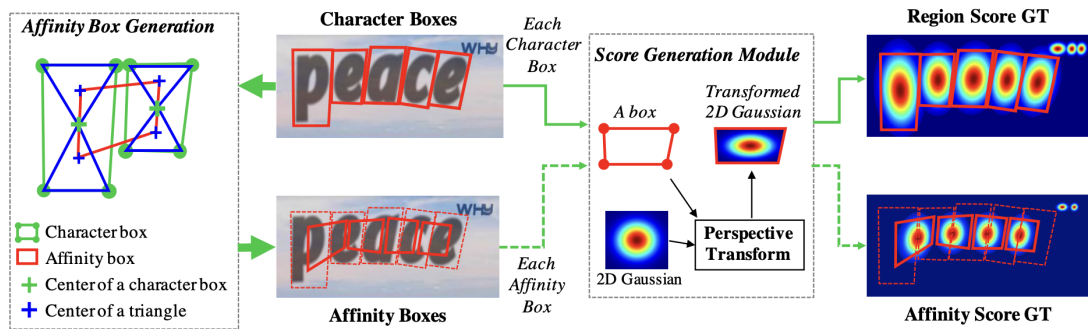 Affinity Box Generation
Character box
Affinity box
Center of a character box
Center of a triangle
Character Boxes
peace
WHY
peace
WHY
Affinity Boxes
Each
Character
Box
Each
Affinity
Box
Score Generation Module
A box
Transformed
2D Gaussian
2D Gaussian
Perspective
Transform
Region Score GT
Affinity Score GT